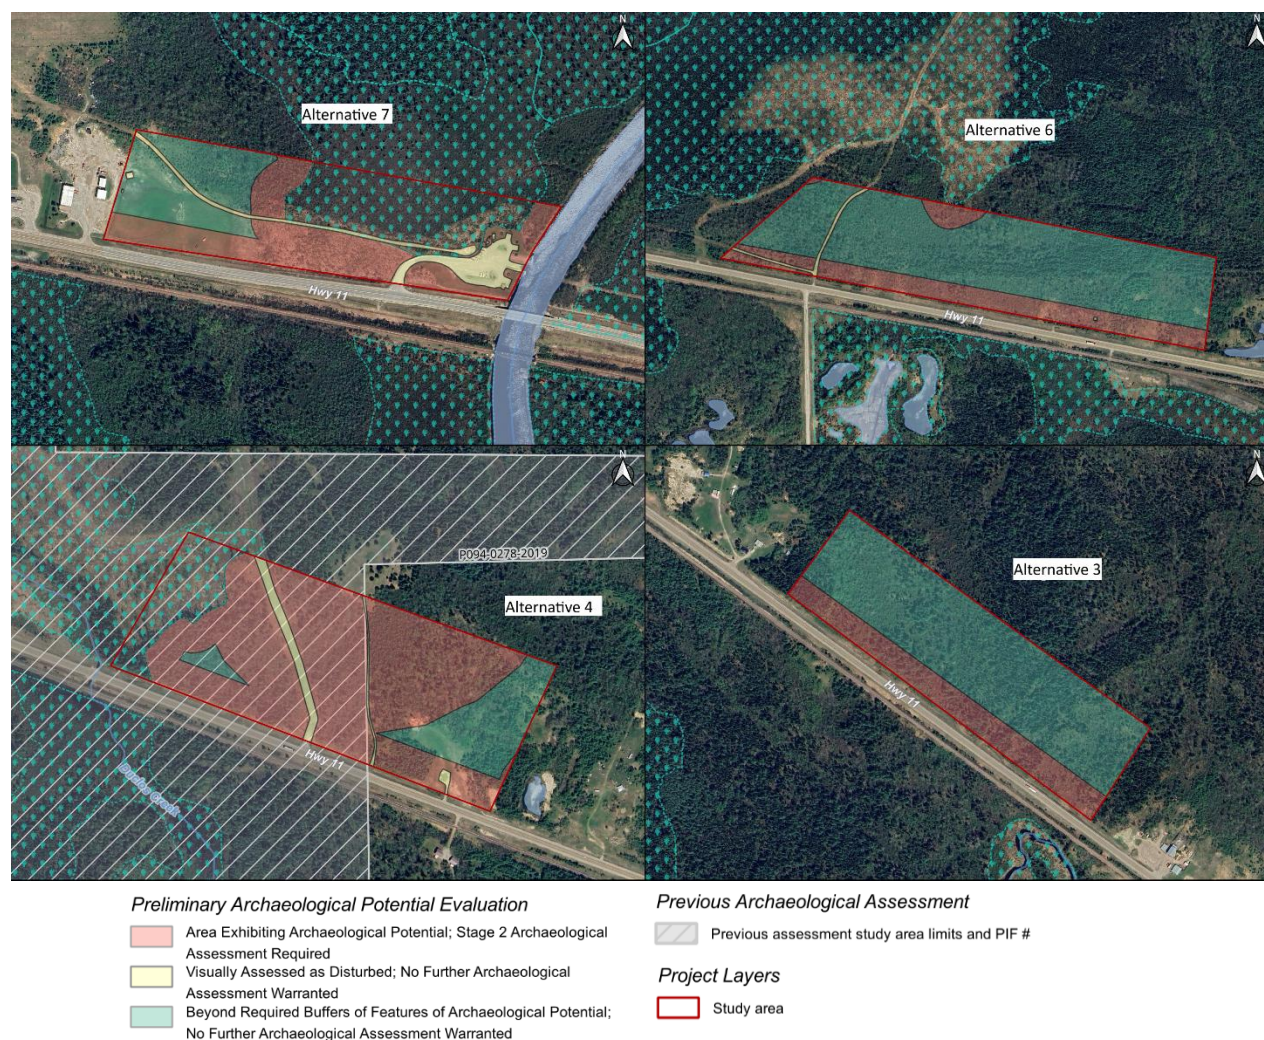 N
Alternative 7
Hwy 11
N
Alternative 6
Hwy 11
N
P094-0278-2019
Alternative 4
Hwy 11
N
Alternative 3
Hwy 11
Preliminary Archaeological Potential Evaluation
Area Exhibiting Archaeological Potential; Stage 2 Archaeological
Assessment Required
Visually Assessed as Disturbed; No Further Archaeological
Assessment Warranted
Beyond Required Buffers of Features of Archaeological Potential;
No Further Archaeological Assessment Warranted
Previous Archaeological Assessment
Previous assessment study area limits and PIF #
Project Layers
Study area